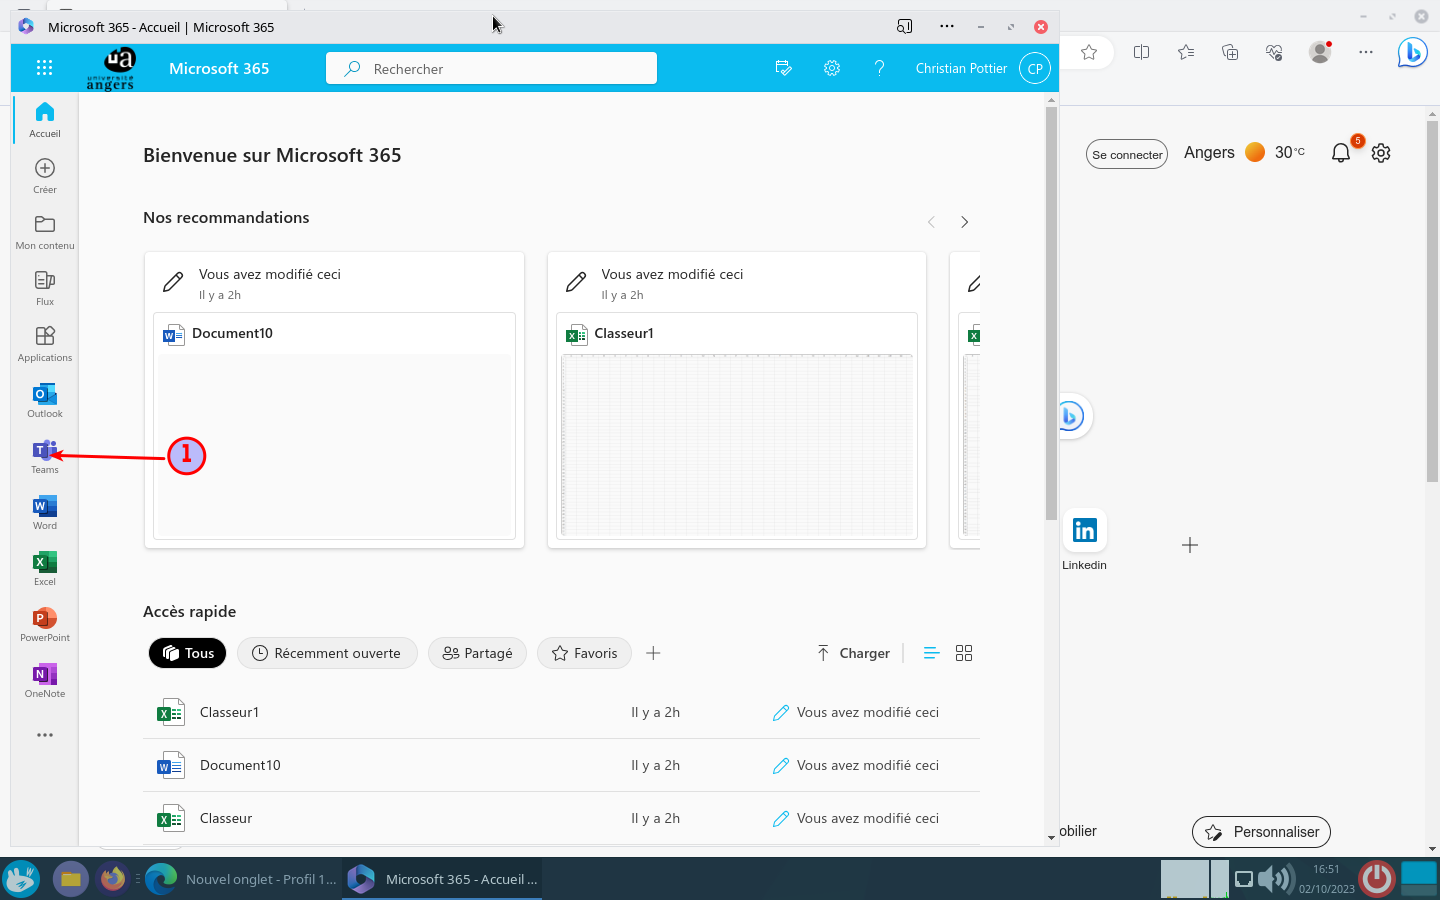 Microsoft 365 - Accueil | Microsoft 365
ua
université
angers
Microsoft 365
Rechercher
Christian Pottier
CP
Accueil
Créer
Mon contenu
Flux
Applications
Outlook
Teams
Word
Excel
PowerPoint
OneNote
Bienvenue sur Microsoft 365
Nos recommandations
Vous avez modifié ceci
Il y a 2h
Document10
Vous avez modifié ceci
Il y a 2h
Classeur1
1
Accès rapide
Tous
Récemment ouverte
Partagé
Favoris
Charger
Classeur1 Il y a 2h Vous avez modifié ceci
Document10 Il y a 2h Vous avez modifié ceci
Classeur Il y a 2h Vous avez modifié ceci
Se connecter
Angers
30°C
5
in
Linkedin
obilier
Personnaliser
Nouvel onglet - Profil 1...
Microsoft 365 - Accueil ...
16:51
02/10/2023